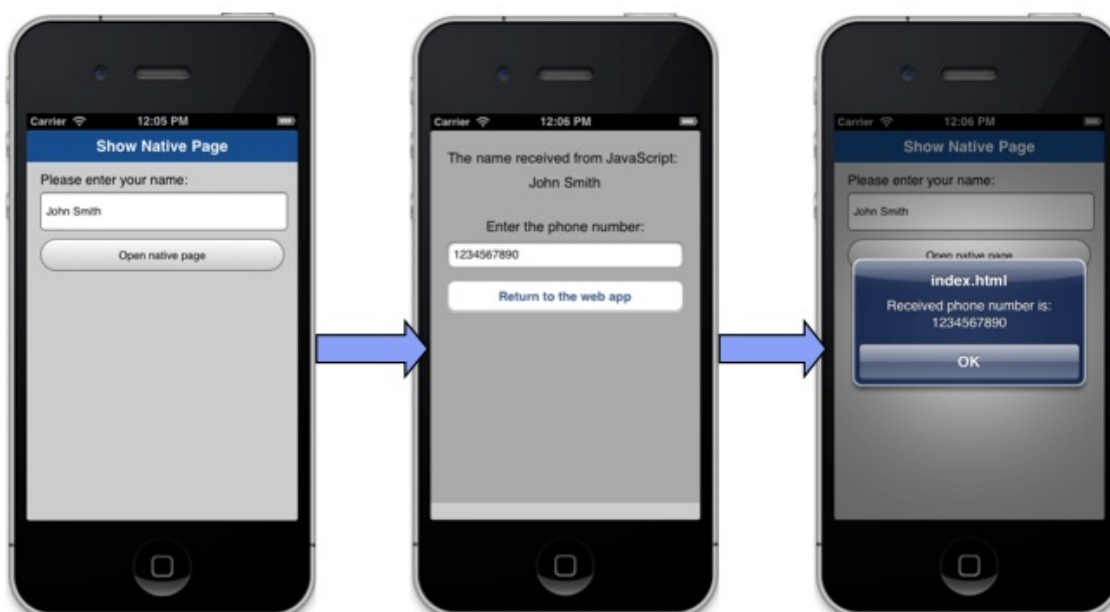 Carrier 12:05 PM
Show Native Page
Please enter your name:
John Smith
Open native page
Carrier 12:06 PM
The name received from JavaScript:
John Smith
Enter the phone number:
1234567890
Return to the web app
Carrier 12:06 PM
Show Native Page
Please enter your name:
John Smith
Open native page
index.html
Received phone number is:
1234567890
OK